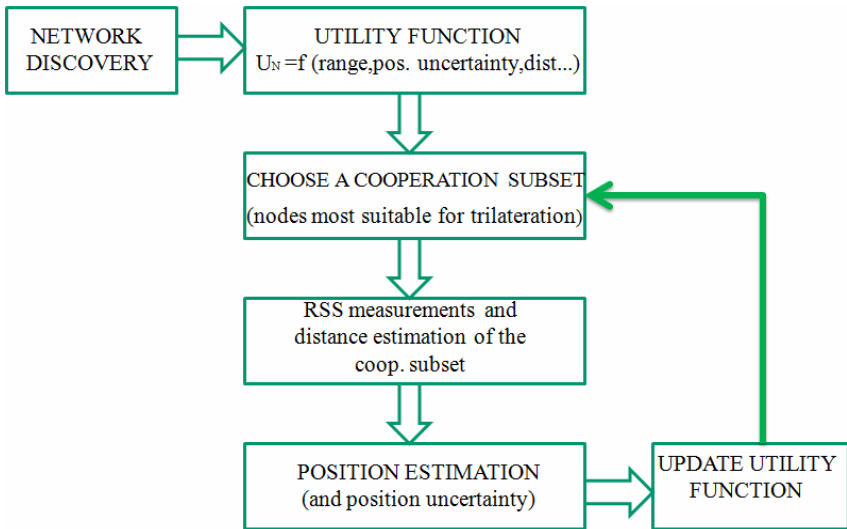 NETWORK
DISCOVERY
UTILITY FUNCTION
UN =f (range,pos. uncertainty,dist...)
CHOOSE A COOPERATION SUBSET
(nodes most suitable for trilateration)
RSS measurements and
distance estimation of the
coop. subset
POSITION ESTIMATION
(and position uncertainty)
UPDATE UTILITY
FUNCTION